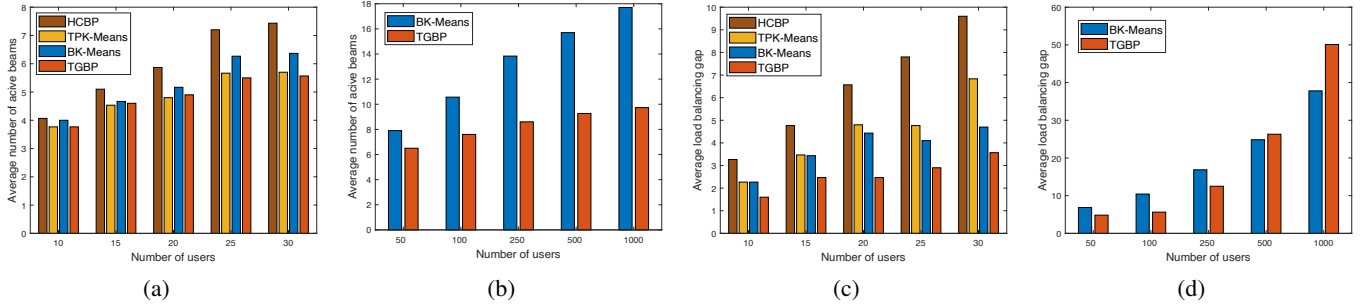 Average number of acive beams
8
7
6
5
4
3
2
1
0
HCBP
TPK-Means
BK-Means
TGBP
10 15 20 25 30
Number of users
(a)
Average number of acive beams
18
16
14
12
10
8
6
4
2
0
BK-Means
TGBP
50 100 250 500 1000
Number of users
(b)
Average load balancing gap
10
9
8
7
6
5
4
3
2
1
0
HCBP
TPK-Means
BK-Means
TGBP
10 15 20 25 30
Number of users
(c)
Average load balancing gap
60
50
40
30
20
10
0
BK-Means
TGBP
50 100 250 500 1000
Number of users
(d)